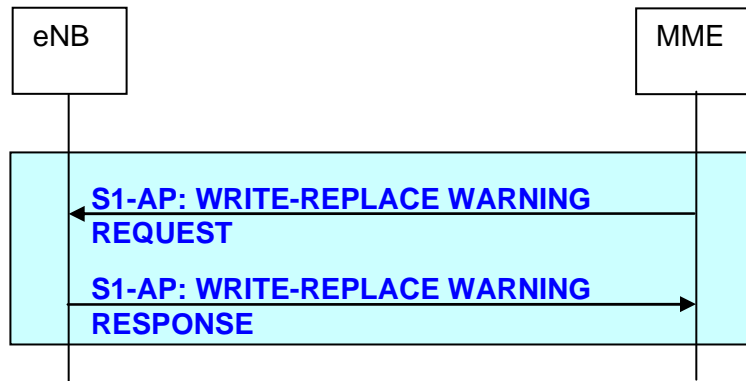 eNB
MME
S1-AP: WRITE-REPLACE WARNING
REQUEST
S1-AP: WRITE-REPLACE WARNING
RESPONSE